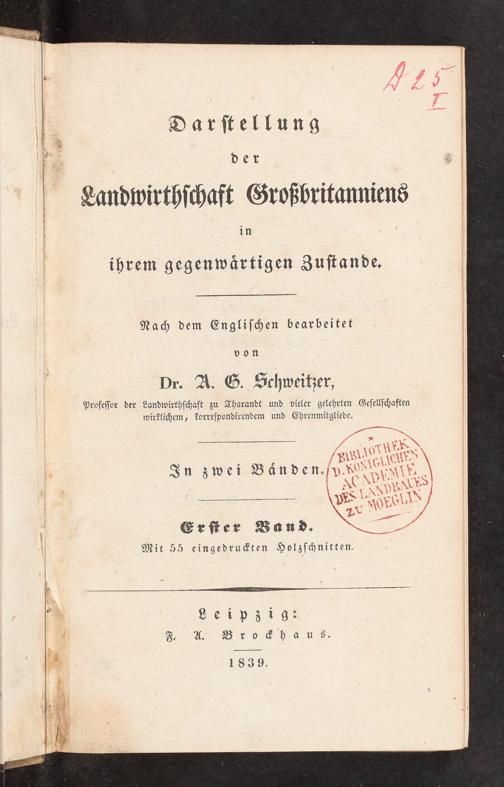 D 25
I
Darstellung
der
Landwirthschaft Großbritanniens
in
ihrem gegenwärtigen Zustande.
Nach dem Englischen bearbeitet
von
Dr. A. G. Schweitzer,
Professor der Landwirthschaft zu Tharandt und vieler gelehrten Gesellschaften
wirklichem, korrespondirendem und Ehrenmitgliede.
In zwei Bänden.
BIBLIOTHEK
D. KÖNIGLICHEN
ACADEMIE
DES LANDBAUES
ZU MOEGLIN
Erster Band.
Mit 55 eingedruckten Holzschnitten.
Leipzig:
F. A. Brockhaus.
1839.